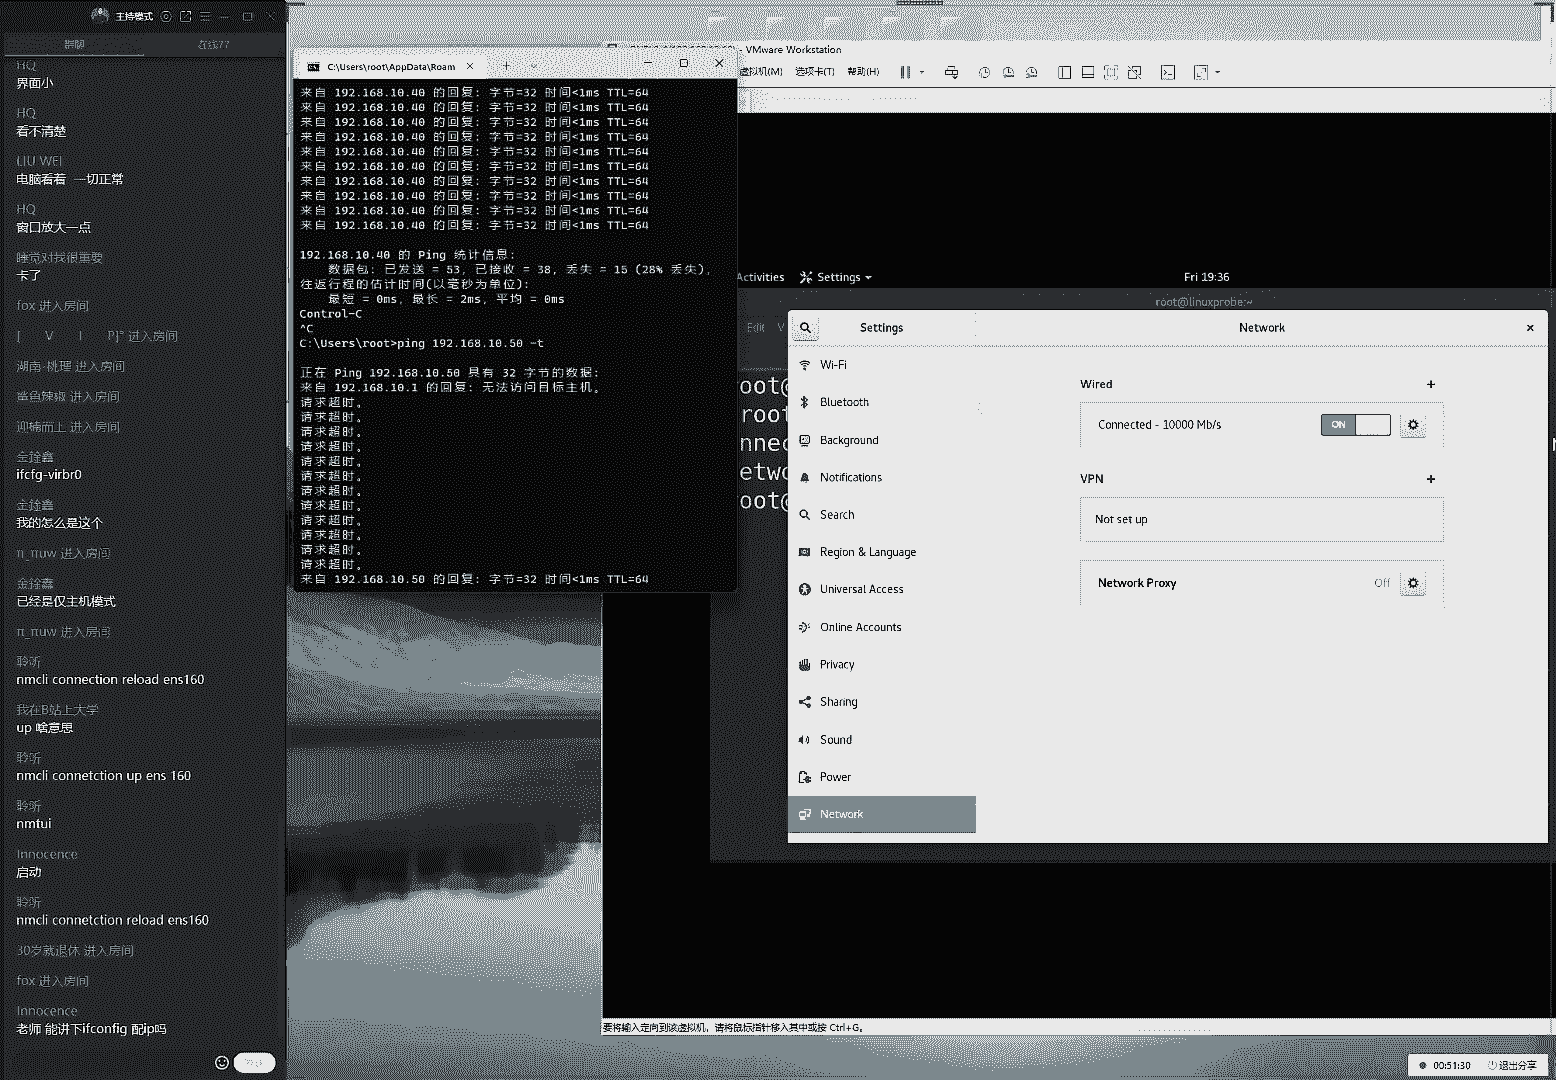 主持模式
群聊
在线77
HQ
界面小
HQ
看不清楚
LIU WEI
电脑看着 一切正常
HQ
窗口放大一点
睡觉对我很重要
卡了
fox 进入房间
[ V I P]° 进入房间
湖南-桃理 进入房间
鲨鱼辣椒 进入房间
迎楠而上 进入房间
金銓鑫
ifcfg-virbr0
金銓鑫
我的怎么是这个
π_πuw 进入房间
金銓鑫
已经是仅主机模式
π_πuw 进入房间
聆听
nmcli connection reload ens160
我在B站上大学
up 啥意思
聆听
nmcli connetction up ens 160
聆听
nmtui
Innocence
启动
聆听
nmcli connetction reload ens160
30岁就退休 进入房间
fox 进入房间
Innocence
老师 能讲下ifconfig 配ip吗
C:\Users\root\AppData\Roam
来自 192.168.10.40 的回复: 字节=32 时间<1ms TTL=64
来自 192.168.10.40 的回复: 字节=32 时间<1ms TTL=64
来自 192.168.10.40 的回复: 字节=32 时间<1ms TTL=64
来自 192.168.10.40 的回复: 字节=32 时间<1ms TTL=64
来自 192.168.10.40 的回复: 字节=32 时间<1ms TTL=64
来自 192.168.10.40 的回复: 字节=32 时间<1ms TTL=64
来自 192.168.10.40 的回复: 字节=32 时间<1ms TTL=64
来自 192.168.10.40 的回复: 字节=32 时间<1ms TTL=64
来自 192.168.10.40 的回复: 字节=32 时间<1ms TTL=64
来自 192.168.10.40 的回复: 字节=32 时间<1ms TTL=64
192.168.10.40 的 Ping 统计信息:
数据包: 已发送 = 53, 已接收 = 38, 丢失 = 15 (28% 丢失),
往返行程的估计时间(以毫秒为单位):
最短 = 0ms, 最长 = 2ms, 平均 = 0ms
Control-C
^C
C:\Users\root>ping 192.168.10.50 -t
正在 Ping 192.168.10.50 具有 32 字节的数据:
来自 192.168.10.1 的回复: 无法访问目标主机。
请求超时。
请求超时。
请求超时。
请求超时。
请求超时。
请求超时。
请求超时。
请求超时。
请求超时。
请求超时。
请求超时。
请求超时。
来自 192.168.10.50 的回复: 字节=32 时间<1ms TTL=64
- VMware Workstation
虚拟机(M) 选项卡(T) 帮助(H)
Activities
Settings
Fri 19:36
root@linuxprobe:~
Edit V
oot@
root
nnec
etwo
oot@
Settings
Network
Wi-Fi
Bluetooth
Background
Notifications
Search
Region & Language
Universal Access
Online Accounts
Privacy
Sharing
Sound
Power
Network
Wired
Connected - 10000 Mb/s
ON
VPN
Not set up
Network Proxy
Off
要将输入定向到该虚拟机，请将鼠标指针移入其中或按 Ctrl+G。
00:51:30
退出分享